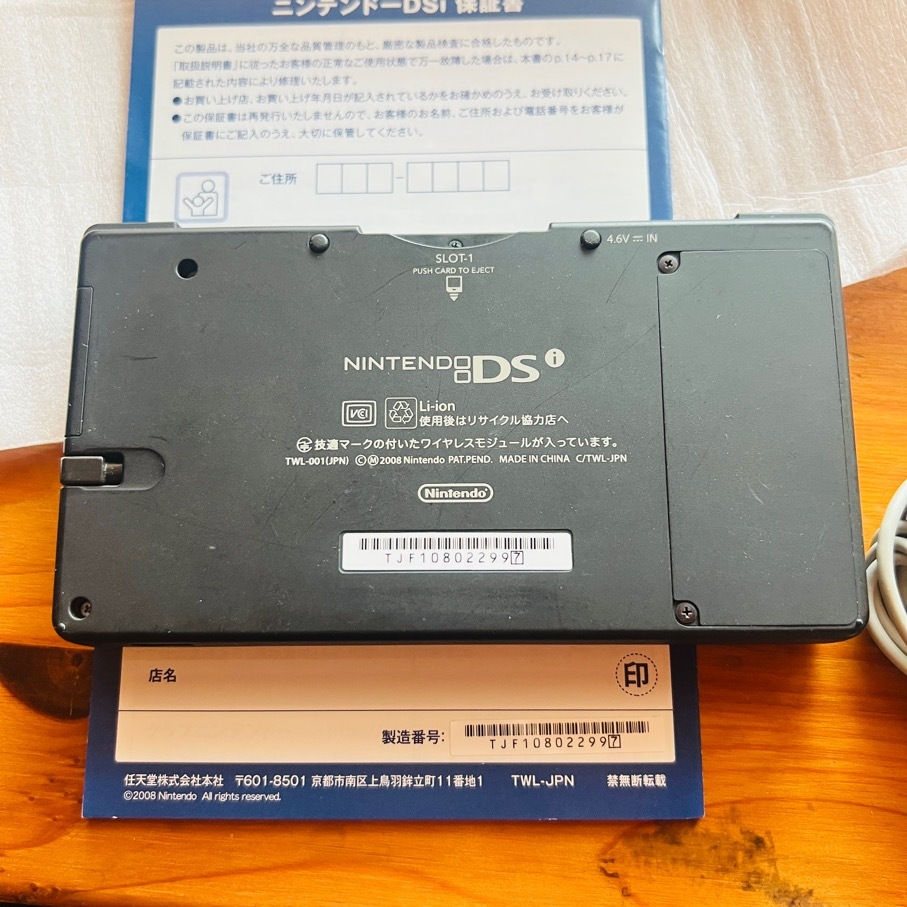 ニンテンドーDSi 保証書
この製品は、当社の万全な品質管理のもと、厳密な製品検査に合格したものです。
「取扱説明書」に従ったお客様の正常なご使用状態で万一故障した場合は、本書のp.14〜p.17に
記載された内容により修理いたします。
●お買い上げ店、お買い上げ年月日が記入されているかをお確かめのうえ、お受け取りください。
●この保証書は再発行いたしませんので、お客様のお名前、ご住所および電話番号をお客様が
保証書にご記入のうえ、大切に保管してください。
ご住所
4.6V IN
SLOT-1
PUSH CARD TO EJECT
NINTENDO DSi
VCI Li-ion
使用後はリサイクル協力店へ
技適マークの付いたワイヤレスモジュールが入っています。
TWL-001(JPN) ⒸⓂ2008 Nintendo PAT.PEND. MADE IN CHINA C/TWL-JPN
Nintendo
TJF108022997
店名 印
製造番号: TJF108022997
任天堂株式会社本社 〒601-8501 京都市南区上鳥羽鉾立町11番地1 TWL-JPN 禁無断転載
©2008 Nintendo All rights reserved.